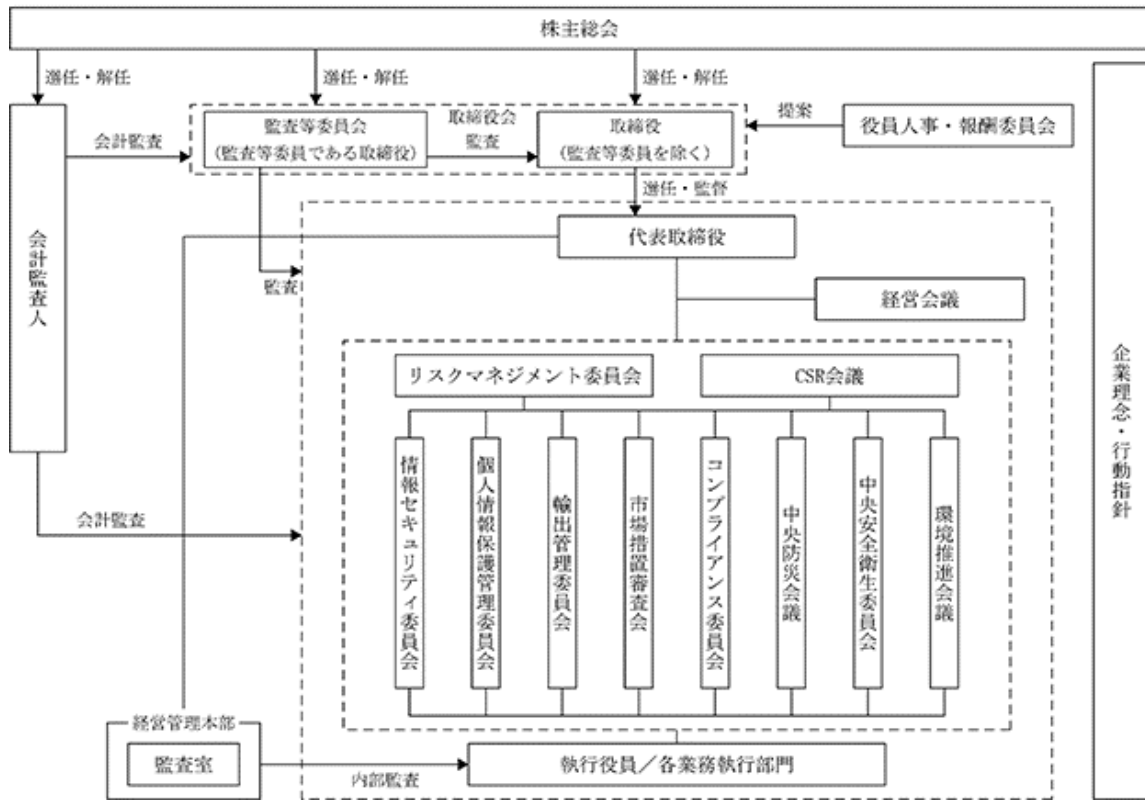 株主総会
選任・解任
選任・解任
選任・解任
監査等委員会
(監査等委員である取締役)
取締役会
監査
取締役
(監査等委員を除く)
提案
役員人事・報酬委員会
会計監査
選任・監督
会計監査人
代表取締役
監査
経営会議
企業理念・行動指針
リスクマネジメント委員会
CSR会議
会計監査
情報セキュリティ委員会
個人情報保護管理委員会
輸出管理委員会
市場措置審査会
コンプライアンス委員会
中央防災会議
中央安全衛生委員会
環境推進会議
経営管理本部
監査室
内部監査
執行役員／各業務執行部門